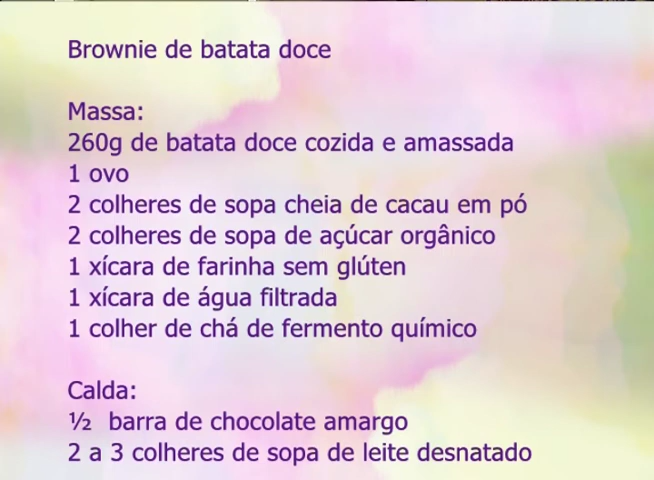 Brownie de batata doce
Massa:
260g de batata doce cozida e amassada
1 ovo
2 colheres de sopa cheia de cacau em pó
2 colheres de sopa de açúcar orgânico
1 xícara de farinha sem glúten
1 xícara de água filtrada
1 colher de chá de fermento químico
Calda:
½ barra de chocolate amargo
2 a 3 colheres de sopa de leite desnatado